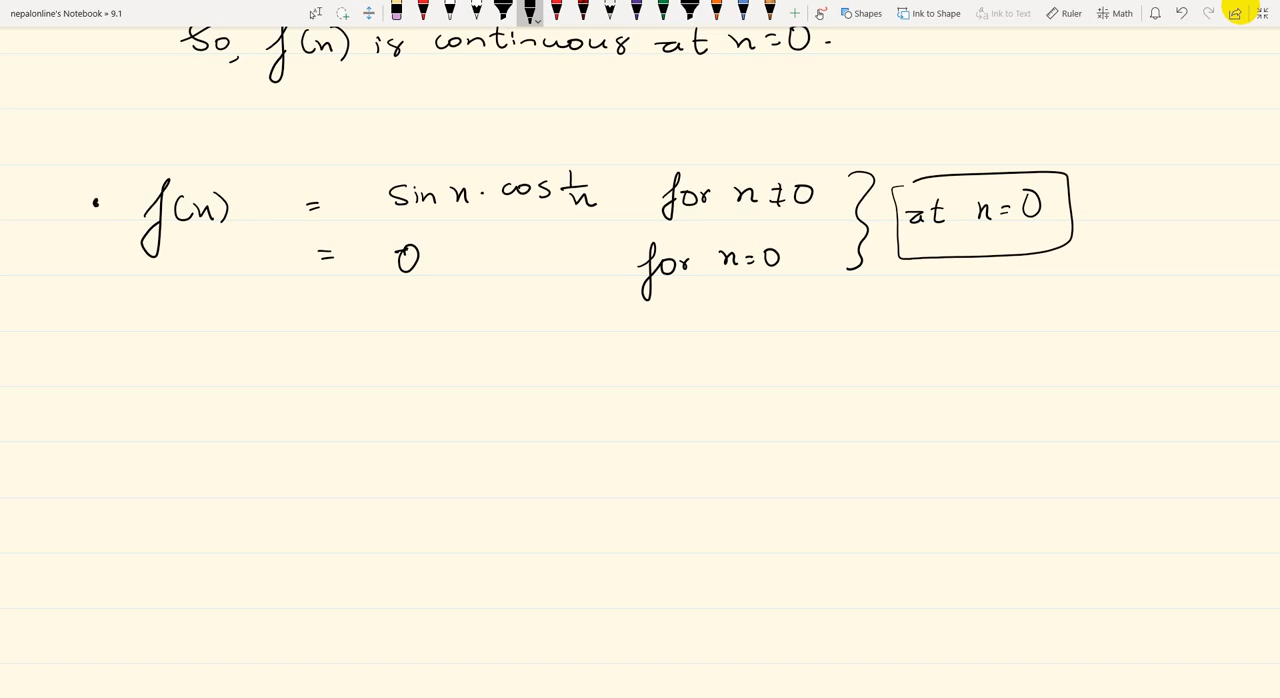 nepalonline's Notebook » 9.1
Shapes Ink to Shape Ink to Text Ruler Math
So, f(x) is continuous at x=0.
• f(x) = sin x · cos 1/x for x ≠ 0 } at x=0
= 0 for x=0